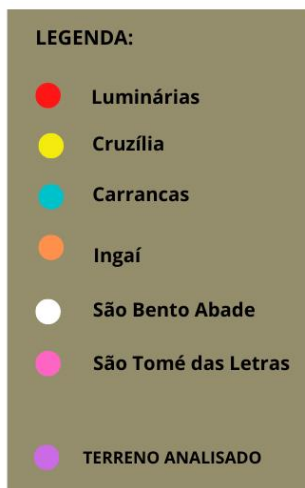 LEGENDA:
Luminárias
Cruzília
Carrancas
Ingaí
São Bento Abade
São Tomé das Letras
TERRENO ANALISADO